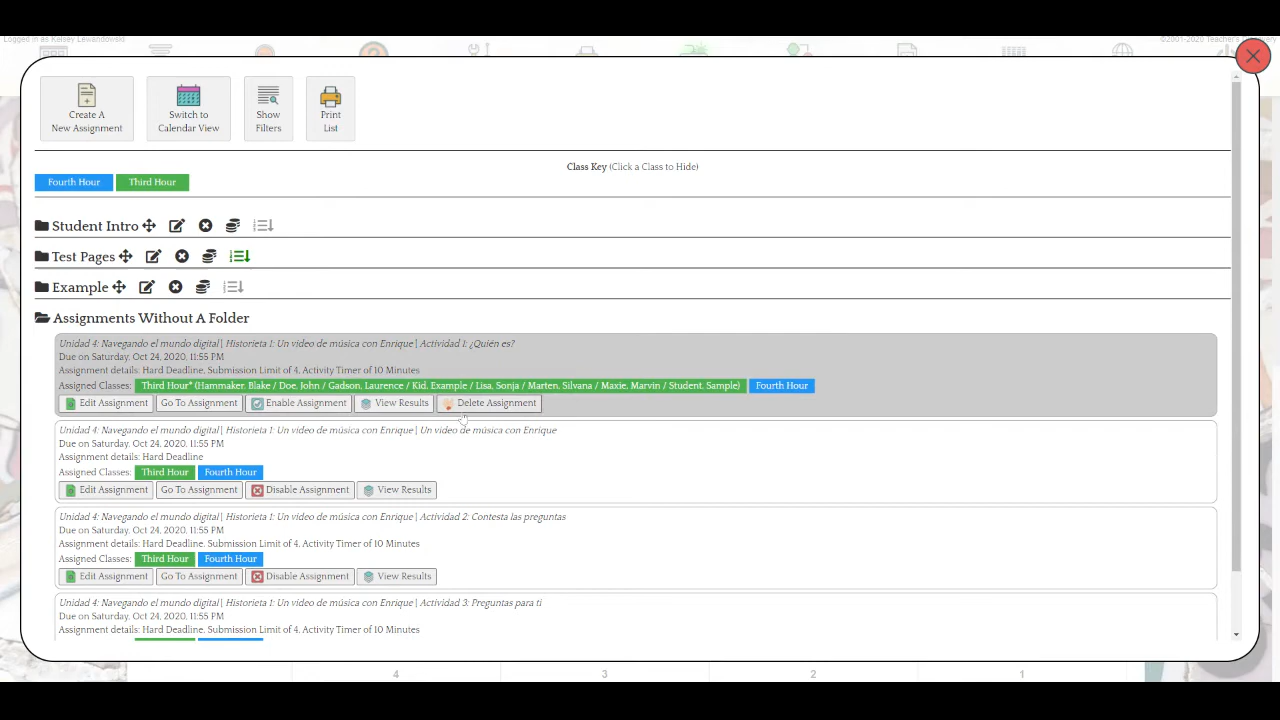 Logged in as Kelsey Lewandowski
©2001-2020 Teacher's Discovery
Create A
New Assignment
Switch to
Calendar View
Show
Filters
Print
List
Class Key (Click a Class to Hide)
Fourth Hour Third Hour
Student Intro
Test Pages
Example
Assignments Without A Folder
Unidad 4: Navegando el mundo digital | Historieta 1: Un video de música con Enrique | Actividad 1: ¿Quién es?
Due on Saturday, Oct 24, 2020, 11:55 PM
Assignment details: Hard Deadline, Submission Limit of 4, Activity Timer of 10 Minutes
Assigned Classes: Third Hour* (Hammaker, Blake / Doe, John / Gadson, Laurence / Kid, Example / Lisa, Sonja / Marten, Silvana / Maxie, Marvin / Student, Sample) Fourth Hour
Edit Assignment Go To Assignment Enable Assignment View Results Delete Assignment
Unidad 4: Navegando el mundo digital | Historieta 1: Un video de música con Enrique | Un video de música con Enrique
Due on Saturday, Oct 24, 2020, 11:55 PM
Assignment details: Hard Deadline
Assigned Classes: Third Hour Fourth Hour
Edit Assignment Go To Assignment Disable Assignment View Results
Unidad 4: Navegando el mundo digital | Historieta 1: Un video de música con Enrique | Actividad 2: Contesta las preguntas
Due on Saturday, Oct 24, 2020, 11:55 PM
Assignment details: Hard Deadline, Submission Limit of 4, Activity Timer of 10 Minutes
Assigned Classes: Third Hour Fourth Hour
Edit Assignment Go To Assignment Disable Assignment View Results
Unidad 4: Navegando el mundo digital | Historieta 1: Un video de música con Enrique | Actividad 3: Preguntas para ti
Due on Saturday, Oct 24, 2020, 11:55 PM
Assignment details: Hard Deadline, Submission Limit of 4, Activity Timer of 10 Minutes
4 3 2 1